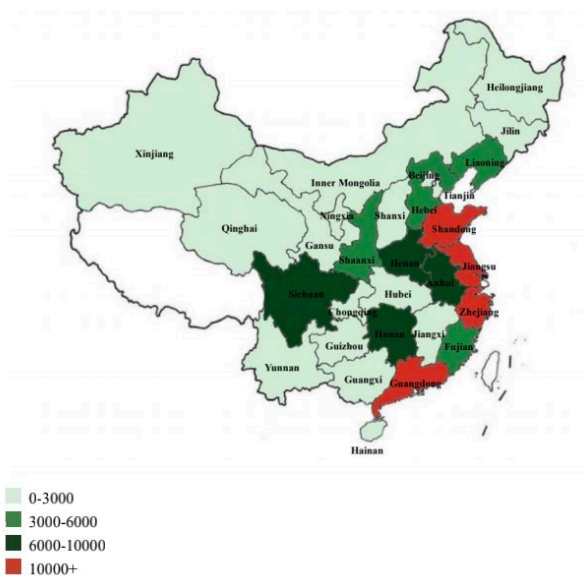 Heilongjiang
Jilin
Xinjiang
Liaoning
Beijing
Inner Mongolia
Tianjin
Ningxia
Shanxi
Hebei
Qinghai
Shandong
Gansu
Shaanxi
Henan
Jiangsu
Anhui
Sichuan
Hubei
Chongqing
Zhejiang
Hunan
Jiangxi
Guizhou
Fujian
Yunnan
Guangxi
Guangdong
Hainan
0-3000
3000-6000
6000-10000
10000+